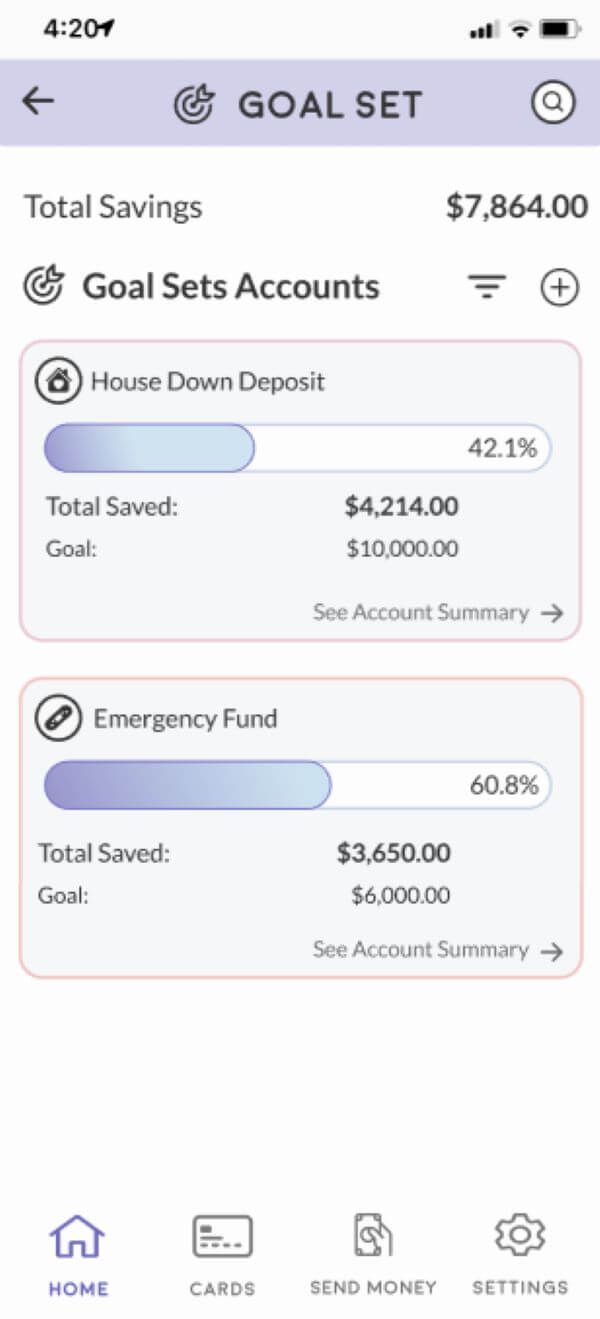 4:20
GOAL SET
Total Savings $7,864.00
Goal Sets Accounts
House Down Deposit
42.1%
Total Saved: $4,214.00
Goal: $10,000.00
See Account Summary →
Emergency Fund
60.8%
Total Saved: $3,650.00
Goal: $6,000.00
See Account Summary →
HOME CARDS SEND MONEY SETTINGS